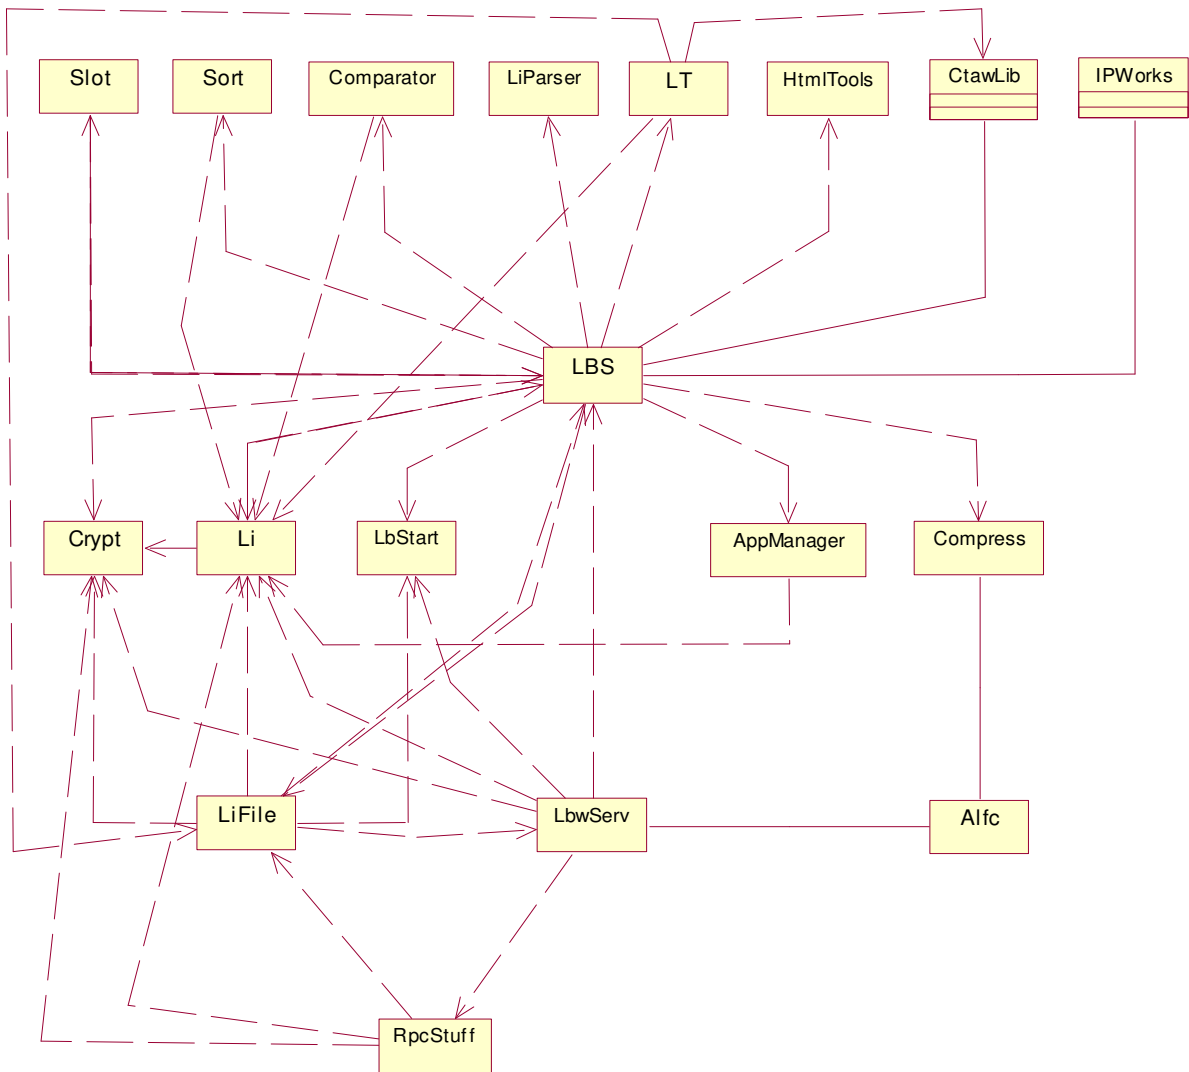 Slot
Sort
Comparator
LiParser
LT
HtmlTools
CtawLib
IPWorks
LBS
Crypt
Li
LbStart
AppManager
Compress
LiFile
LbwServ
Alfc
RpcStuff